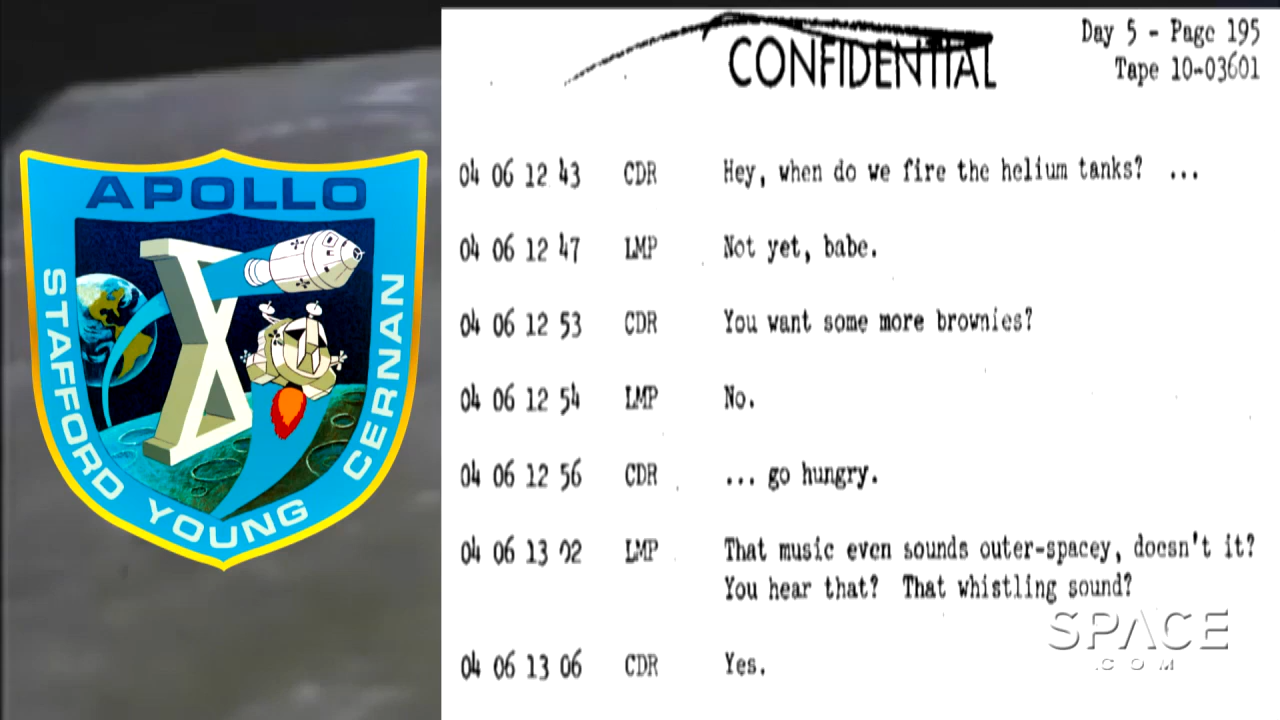 APOLLO
STAFFORD YOUNG CERNAN
CONFIDENTIAL
Day 5 - Page 195
Tape 10-03601
04 06 12 43 CDR Hey, when do we fire the helium tanks? ...
04 06 12 47 LMP Not yet, babe.
04 06 12 53 CDR You want some more brownies?
04 06 12 54 LMP No.
04 06 12 56 CDR ... go hungry.
04 06 13 02 LMP That music even sounds outer-spacey, doesn't it?
You hear that? That whistling sound?
04 06 13 06 CDR Yes.
SPACE
.COM